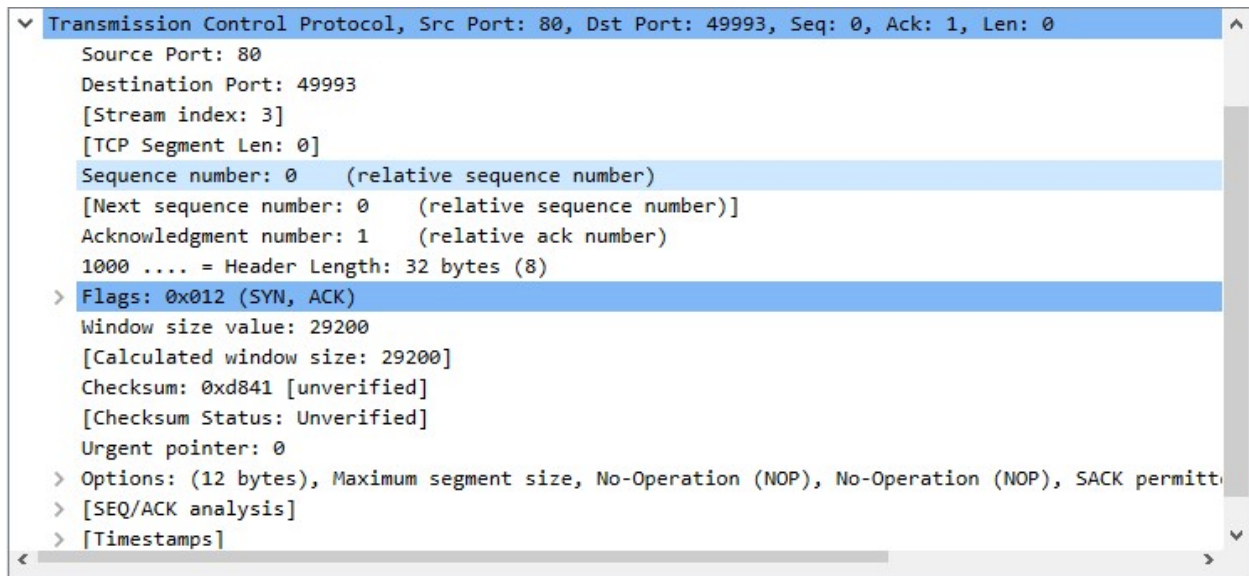 Transmission Control Protocol, Src Port: 80, Dst Port: 49993, Seq: 0, Ack: 1, Len: 0
Source Port: 80
Destination Port: 49993
[Stream index: 3]
[TCP Segment Len: 0]
Sequence number: 0    (relative sequence number)
[Next sequence number: 0    (relative sequence number)]
Acknowledgment number: 1    (relative ack number)
1000 .... = Header Length: 32 bytes (8)
Flags: 0x012 (SYN, ACK)
Window size value: 29200
[Calculated window size: 29200]
Checksum: 0xd841 [unverified]
[Checksum Status: Unverified]
Urgent pointer: 0
Options: (12 bytes), Maximum segment size, No-Operation (NOP), No-Operation (NOP), SACK permitt
[SEQ/ACK analysis]
[Timestamps]